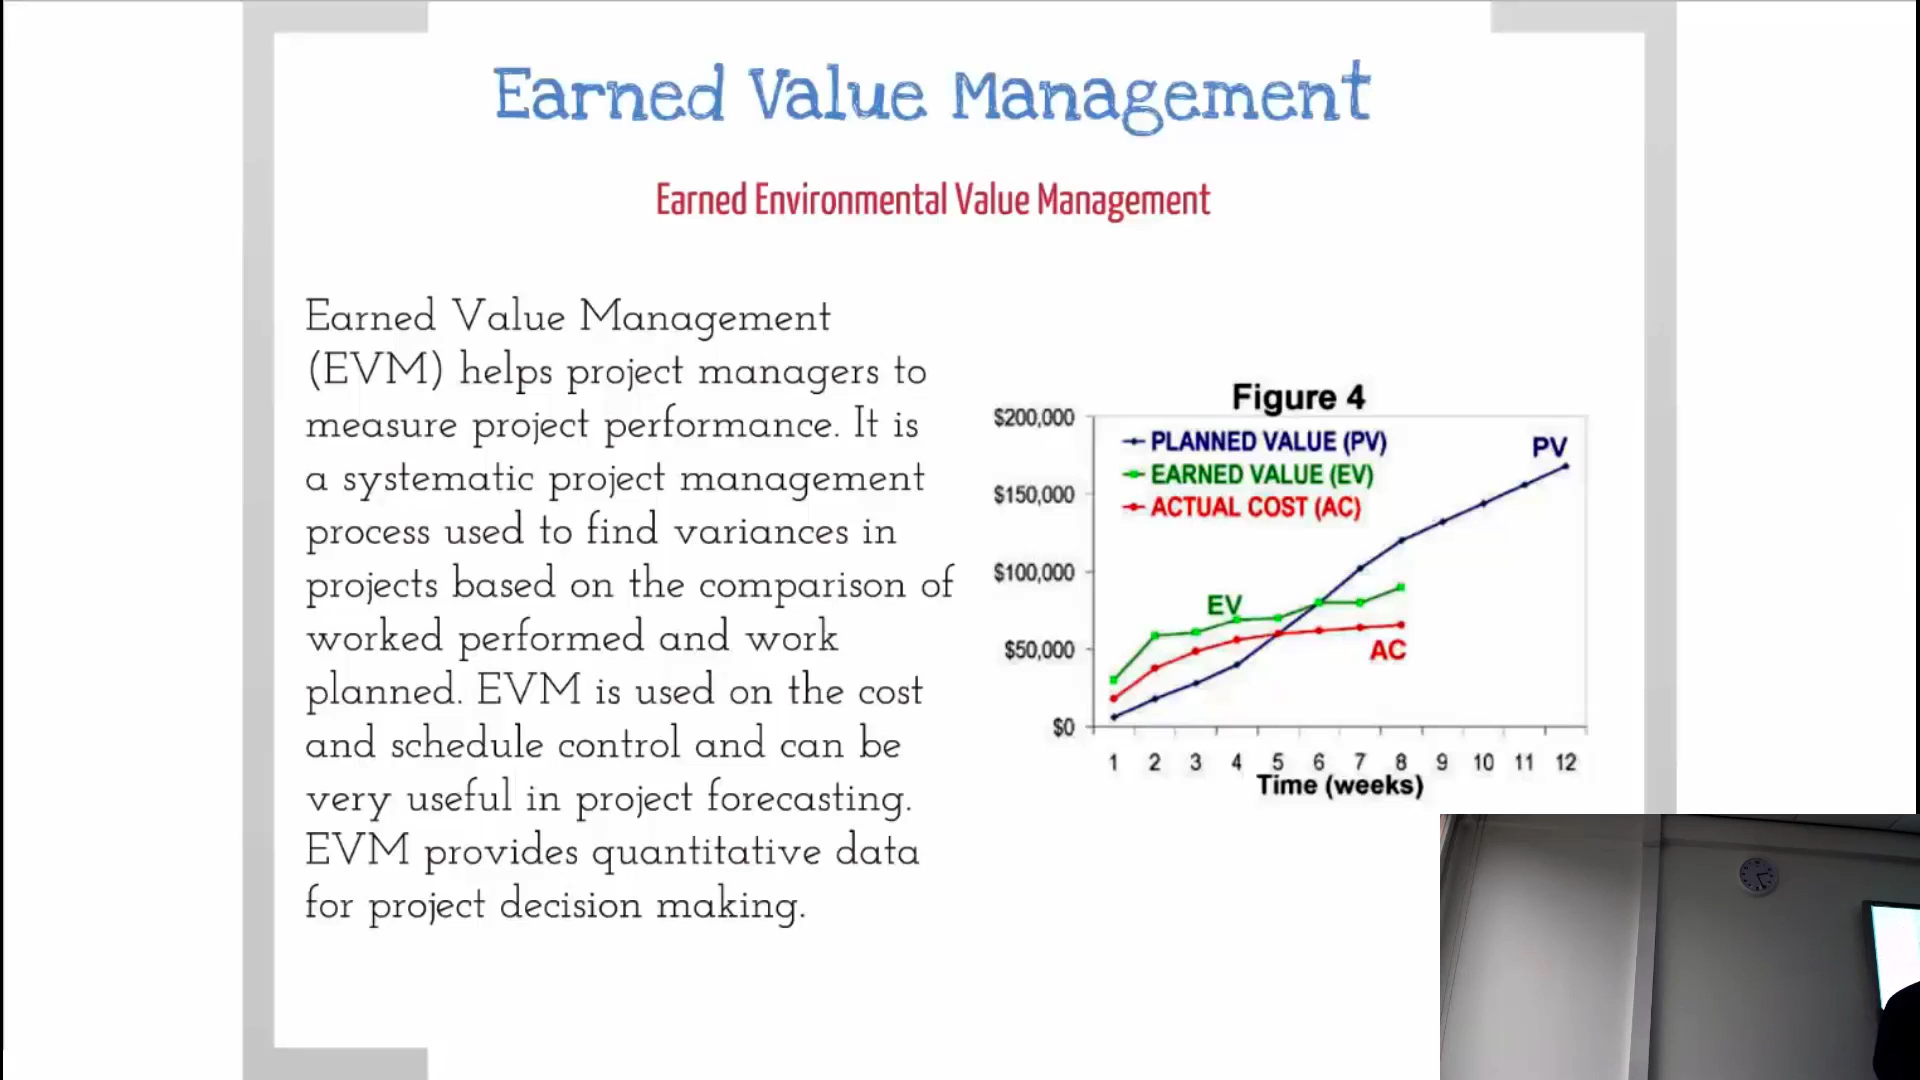 Earned Value Management
Earned Environmental Value Management
Earned Value Management
(EVM) helps project managers to
measure project performance. It is
a systematic project management
process used to find variances in
projects based on the comparison of
worked performed and work
planned. EVM is used on the cost
and schedule control and can be
very useful in project forecasting.
EVM provides quantitative data
for project decision making.
Figure 4
$200,000
$150,000
$100,000
$50,000
$0
PLANNED VALUE (PV)
EARNED VALUE (EV)
ACTUAL COST (AC)
PV
EV
AC
1 2 3 4 5 6 7 8 9 10 11 12
Time (weeks)